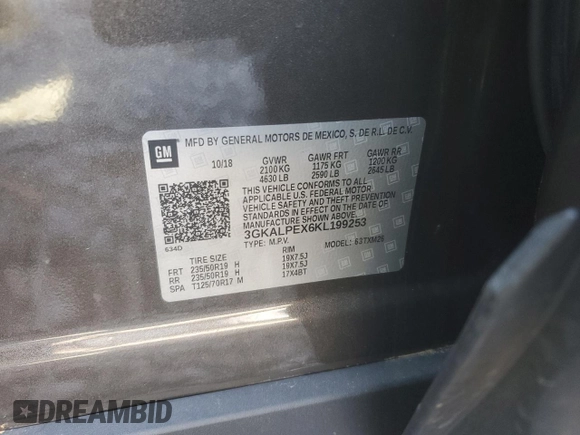 GM
MFD BY GENERAL MOTORS DE MEXICO, S. DE R.L. DE C.V.
10/18 GVWR GAWR FRT GAWR RR
2100 KG 1175 KG 1200 KG
4630 LB 2590 LB 2645 LB
THIS VEHICLE CONFORMS TO ALL
APPLICABLE U.S. FEDERAL MOTOR
VEHICLE SAFETY, BUMPER, AND THEFT
PREVENTION STANDARDS IN
EFFECT ON THE DATE OF
MANUFACTURE SHOWN ABOVE.
3GKALPEX6KL199253
TYPE: M.P.V. MODEL: 63TXM26
634D
TIRE SIZE RIM
FRT 235/50R19 H 19X7.5J
RR 235/50R19 H 19X7.5J
SPA T125/70R17 M 17X4BT
DREAMBID